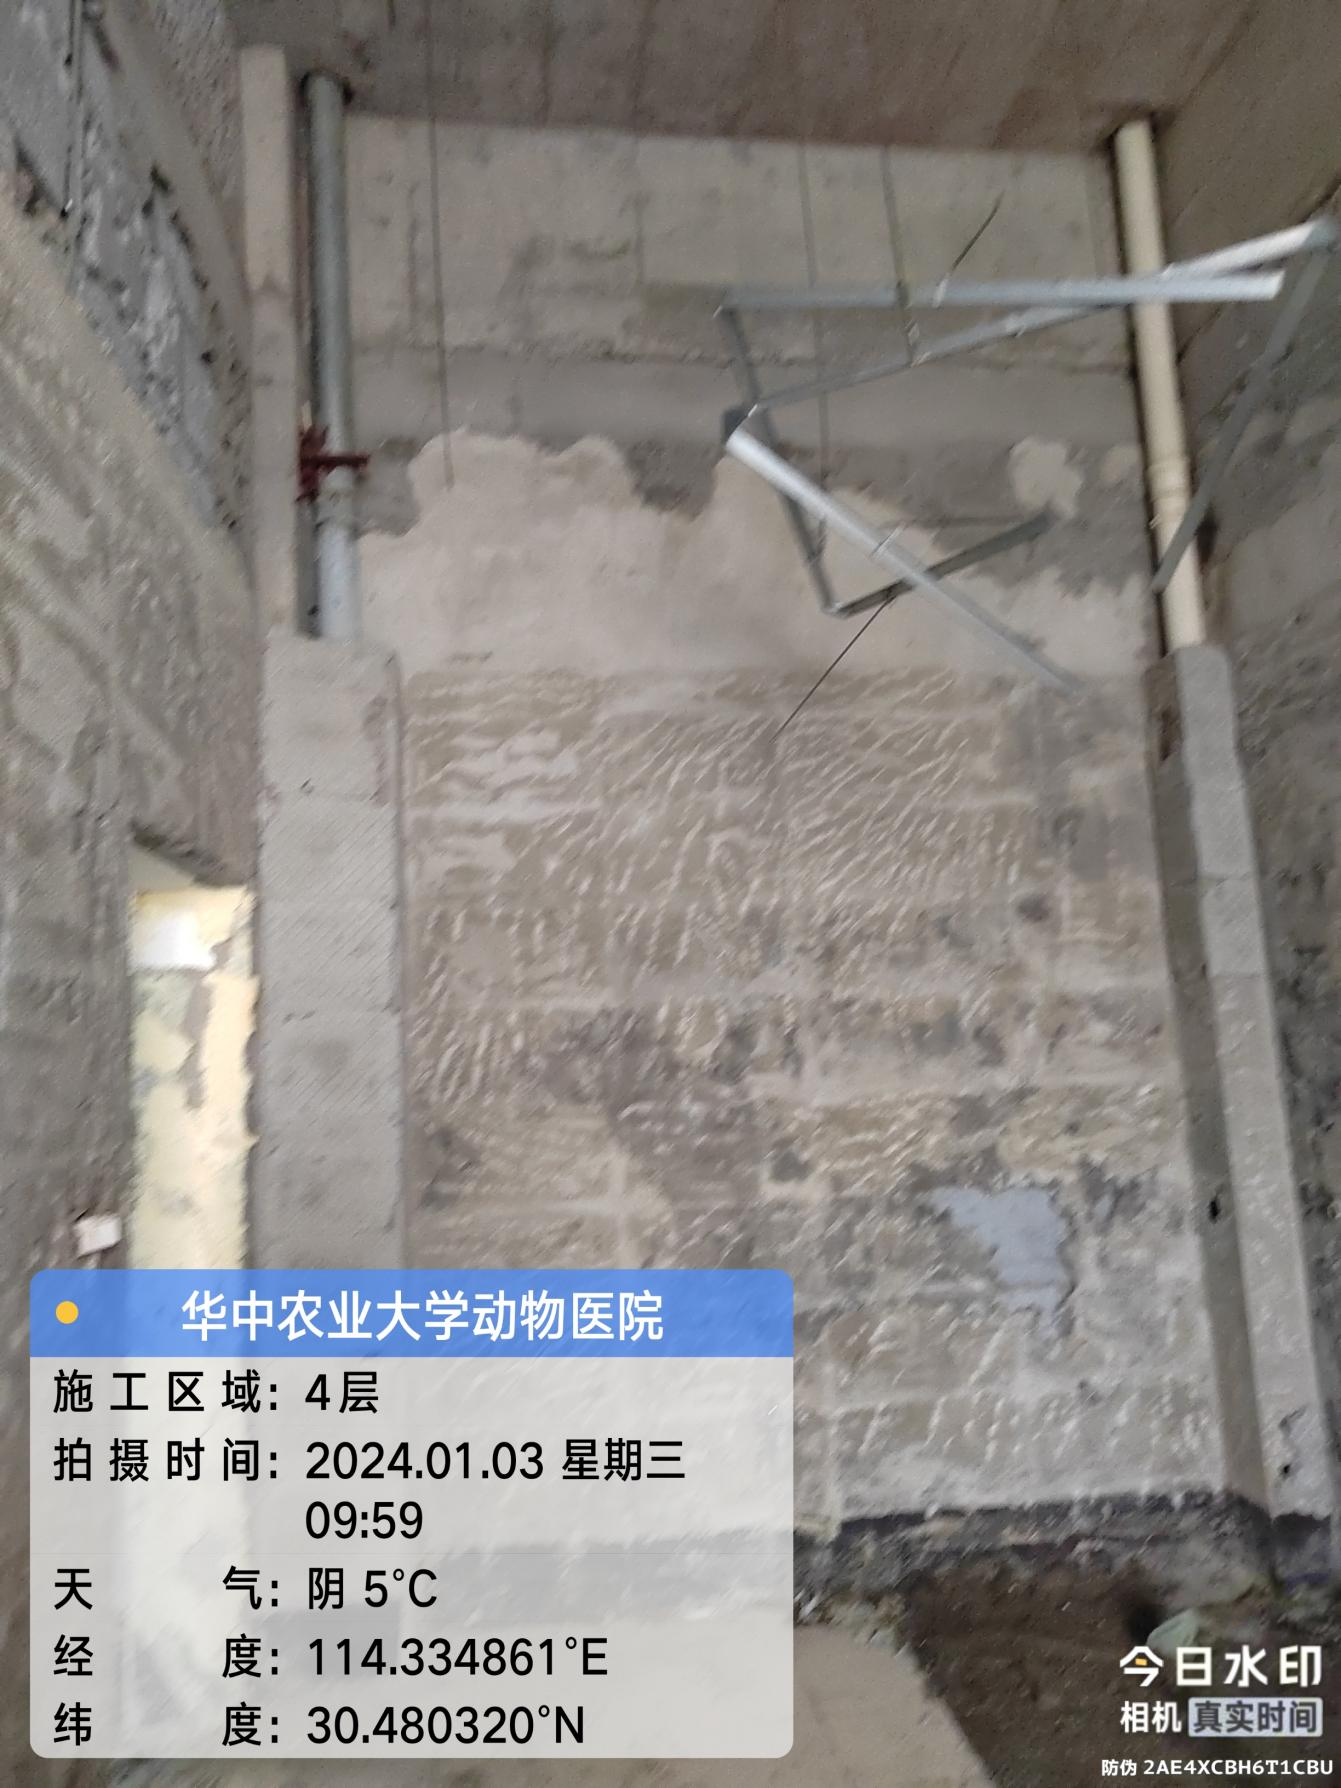 华中农业大学动物医院
施工区域：4层
拍摄时间：2024.01.03 星期三
09:59
天气：阴 5°C
经度：114.334861°E
纬度：30.480320°N
今日水印
相机 真实时间
防伪 2AE4XCBH6T1CBU